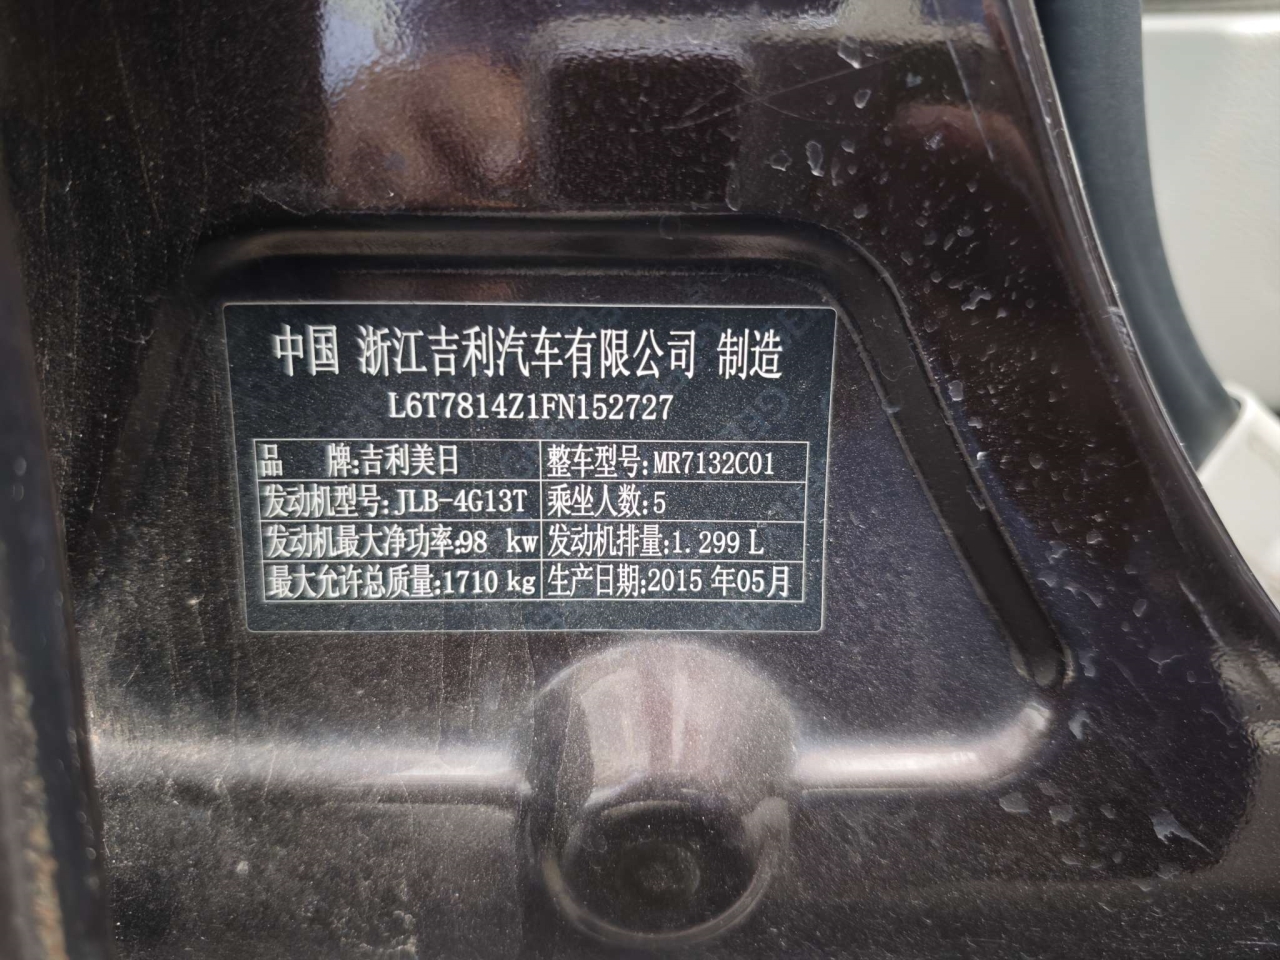 中国 浙江吉利汽车有限公司 制造
L6T7814Z1FN152727
品 牌:吉利美日 整车型号:MR7132C01
发动机型号:JLB-4G13T 乘坐人数:5
发动机最大净功率:98 kw 发动机排量:1.299 L
最大允许总质量:1710 kg 生产日期:2015 年05月